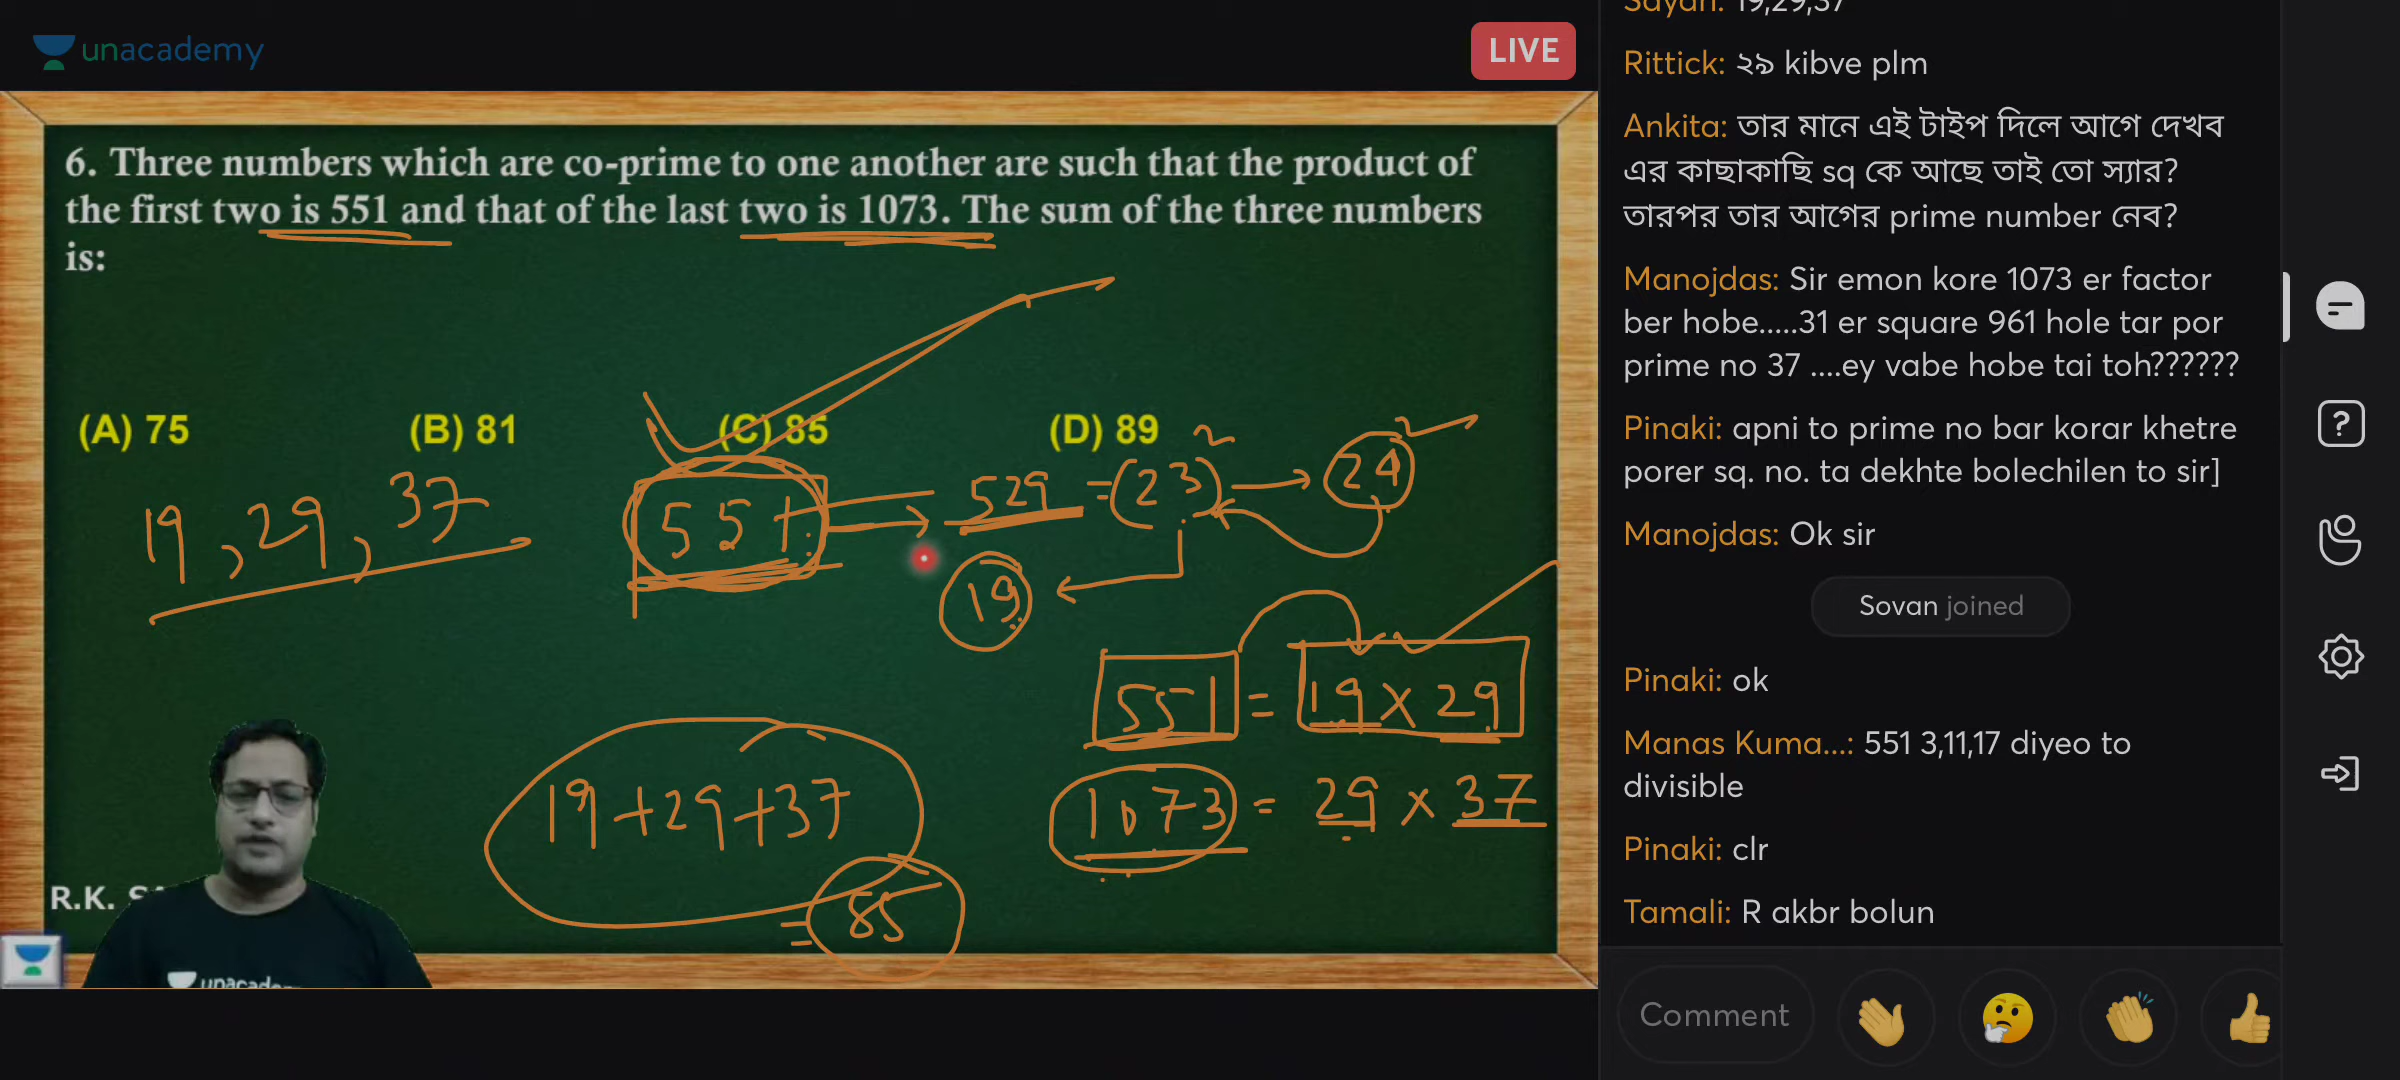 unacademy
LIVE
6. Three numbers which are co-prime to one another are such that the product of
the first two is 551 and that of the last two is 1073. The sum of the three numbers
is:
(A) 75 (B) 81 (C) 85 (D) 89
19, 29, 37
551 529 = (23)² 24²
19
551 = 19 × 29
1073 = 29 × 37
19+29+37
= 85
R.K.
unacade
Sayan: 19,29,37
Rittick: ২৯ kibve plm
Ankita: তার মানে এই টাইপ দিলে আগে দেখব
এর কাছাকাছি sq কে আছে তাই তো স্যার?
তারপর তার আগের prime number নেব?
Manojdas: Sir emon kore 1073 er factor
ber hobe.....31 er square 961 hole tar por
prime no 37 ....ey vabe hobe tai toh??????
Pinaki: apni to prime no bar korar khetre
porer sq. no. ta dekhte bolechilen to sir]
Manojdas: Ok sir
Sovan joined
Pinaki: ok
Manas Kuma...: 551 3,11,17 diyeo to
divisible
Pinaki: clr
Tamali: R akbr bolun
Comment